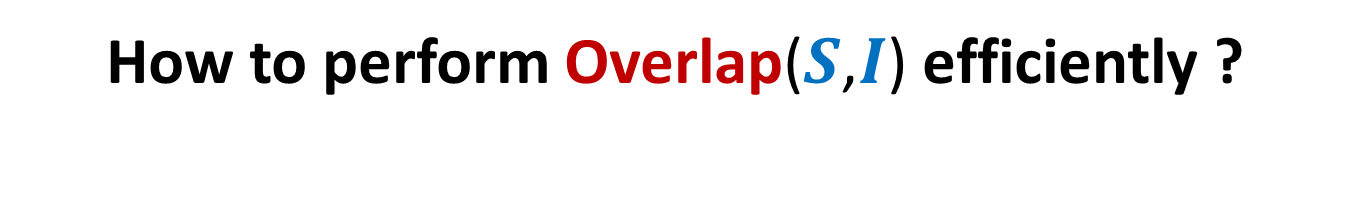 How to perform Overlap(S,I) efficiently ?